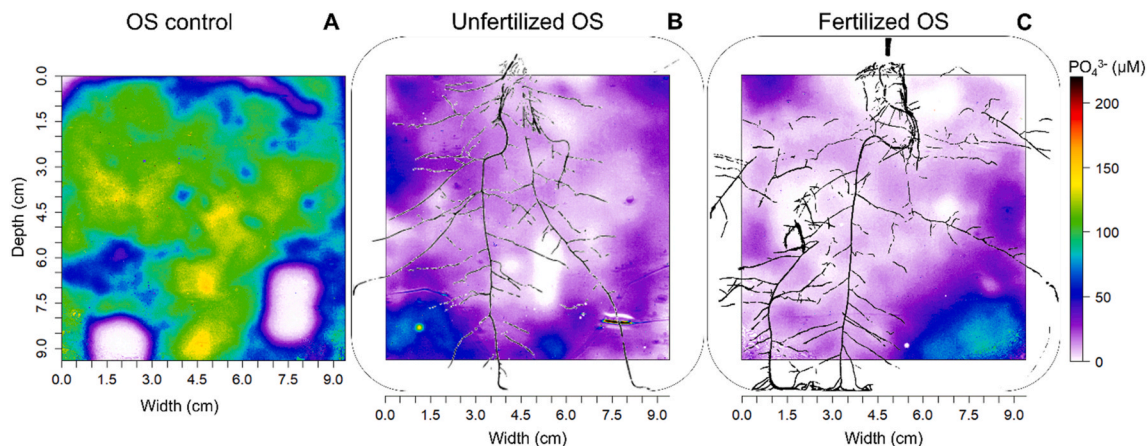 OS control A Unfertilized OS B Fertilized OS C
PO₄³⁻ (μM)
200
150
100
50
0
Depth (cm)
0.0
1.5
3.0
4.5
6.0
7.5
9.0
0.0 1.5 3.0 4.5 6.0 7.5 9.0
Width (cm)
0.0 1.5 3.0 4.5 6.0 7.5 9.0
Width (cm)
0.0 1.5 3.0 4.5 6.0 7.5 9.0
Width (cm)